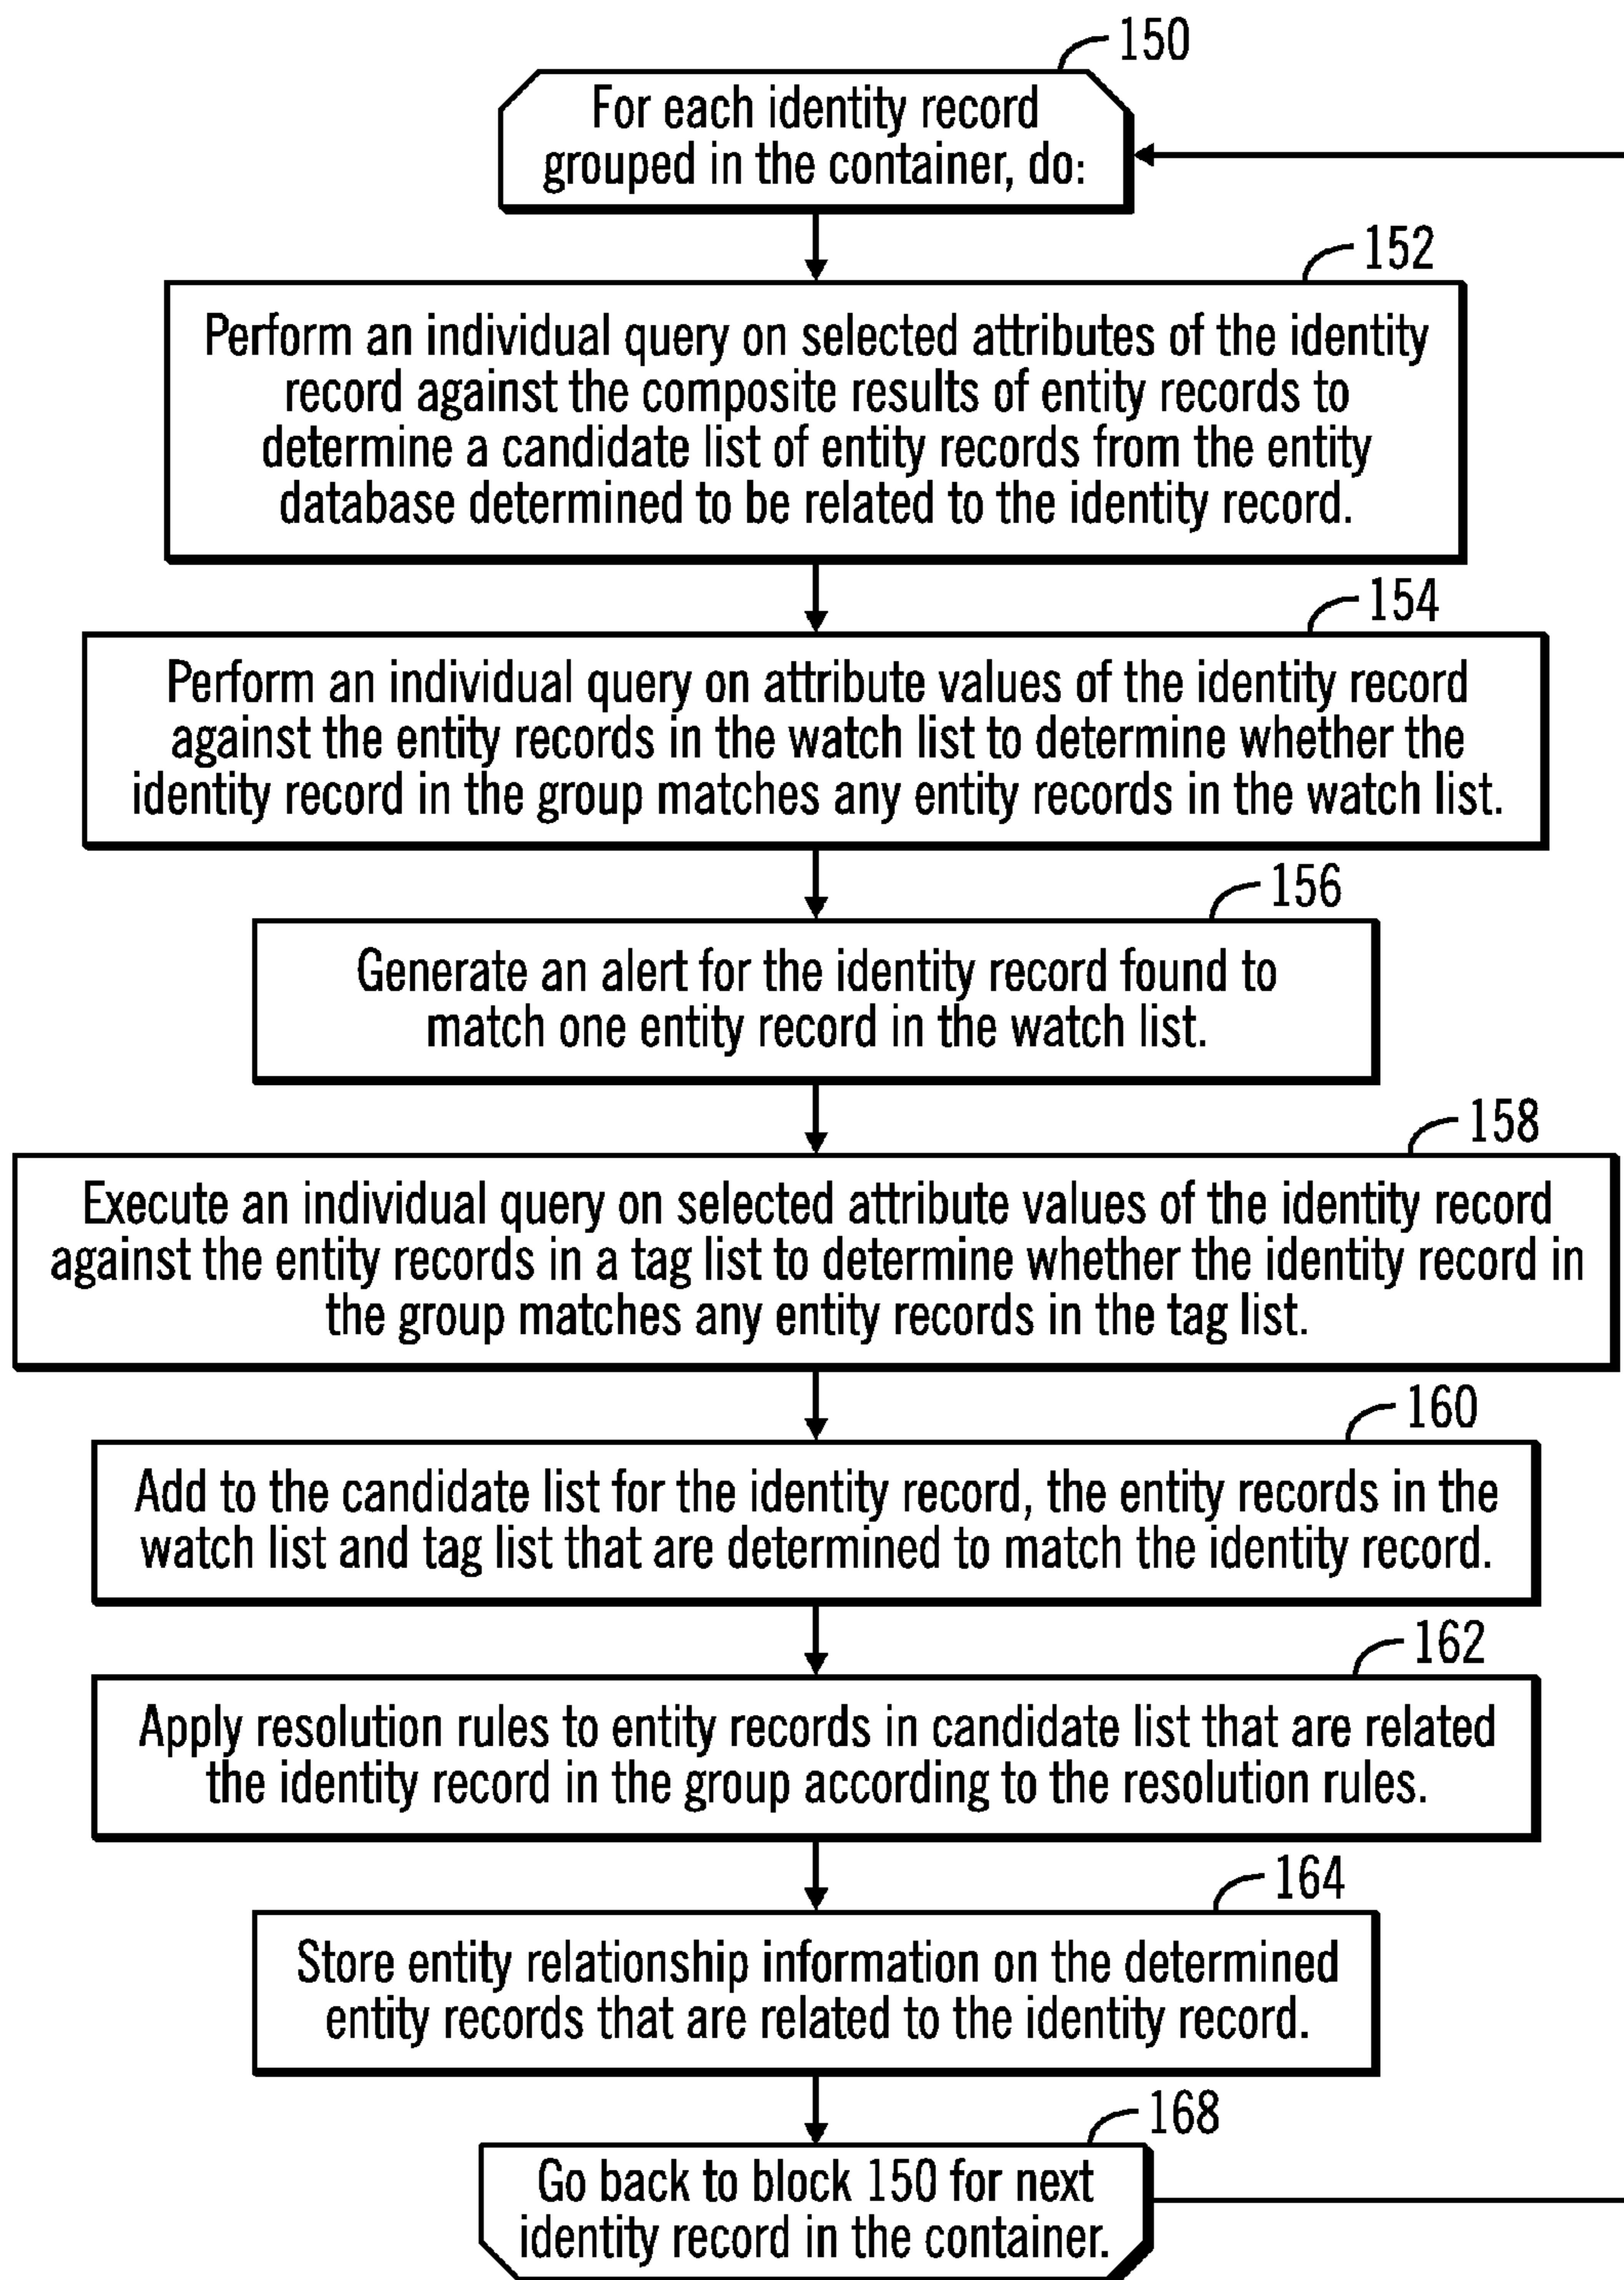 150
For each identity record
grouped in the container, do:
152
Perform an individual query on selected attributes of the identity
record against the composite results of entity records to
determine a candidate list of entity records from the entity
database determined to be related to the identity record.
154
Perform an individual query on attribute values of the identity record
against the entity records in the watch list to determine whether the
identity record in the group matches any entity records in the watch list.
156
Generate an alert for the identity record found to
match one entity record in the watch list.
158
Execute an individual query on selected attribute values of the identity record
against the entity records in a tag list to determine whether the identity record in
the group matches any entity records in the tag list.
160
Add to the candidate list for the identity record, the entity records in the
watch list and tag list that are determined to match the identity record.
162
Apply resolution rules to entity records in candidate list that are related
the identity record in the group according to the resolution rules.
164
Store entity relationship information on the determined
entity records that are related to the identity record.
168
Go back to block 150 for next
identity record in the container.